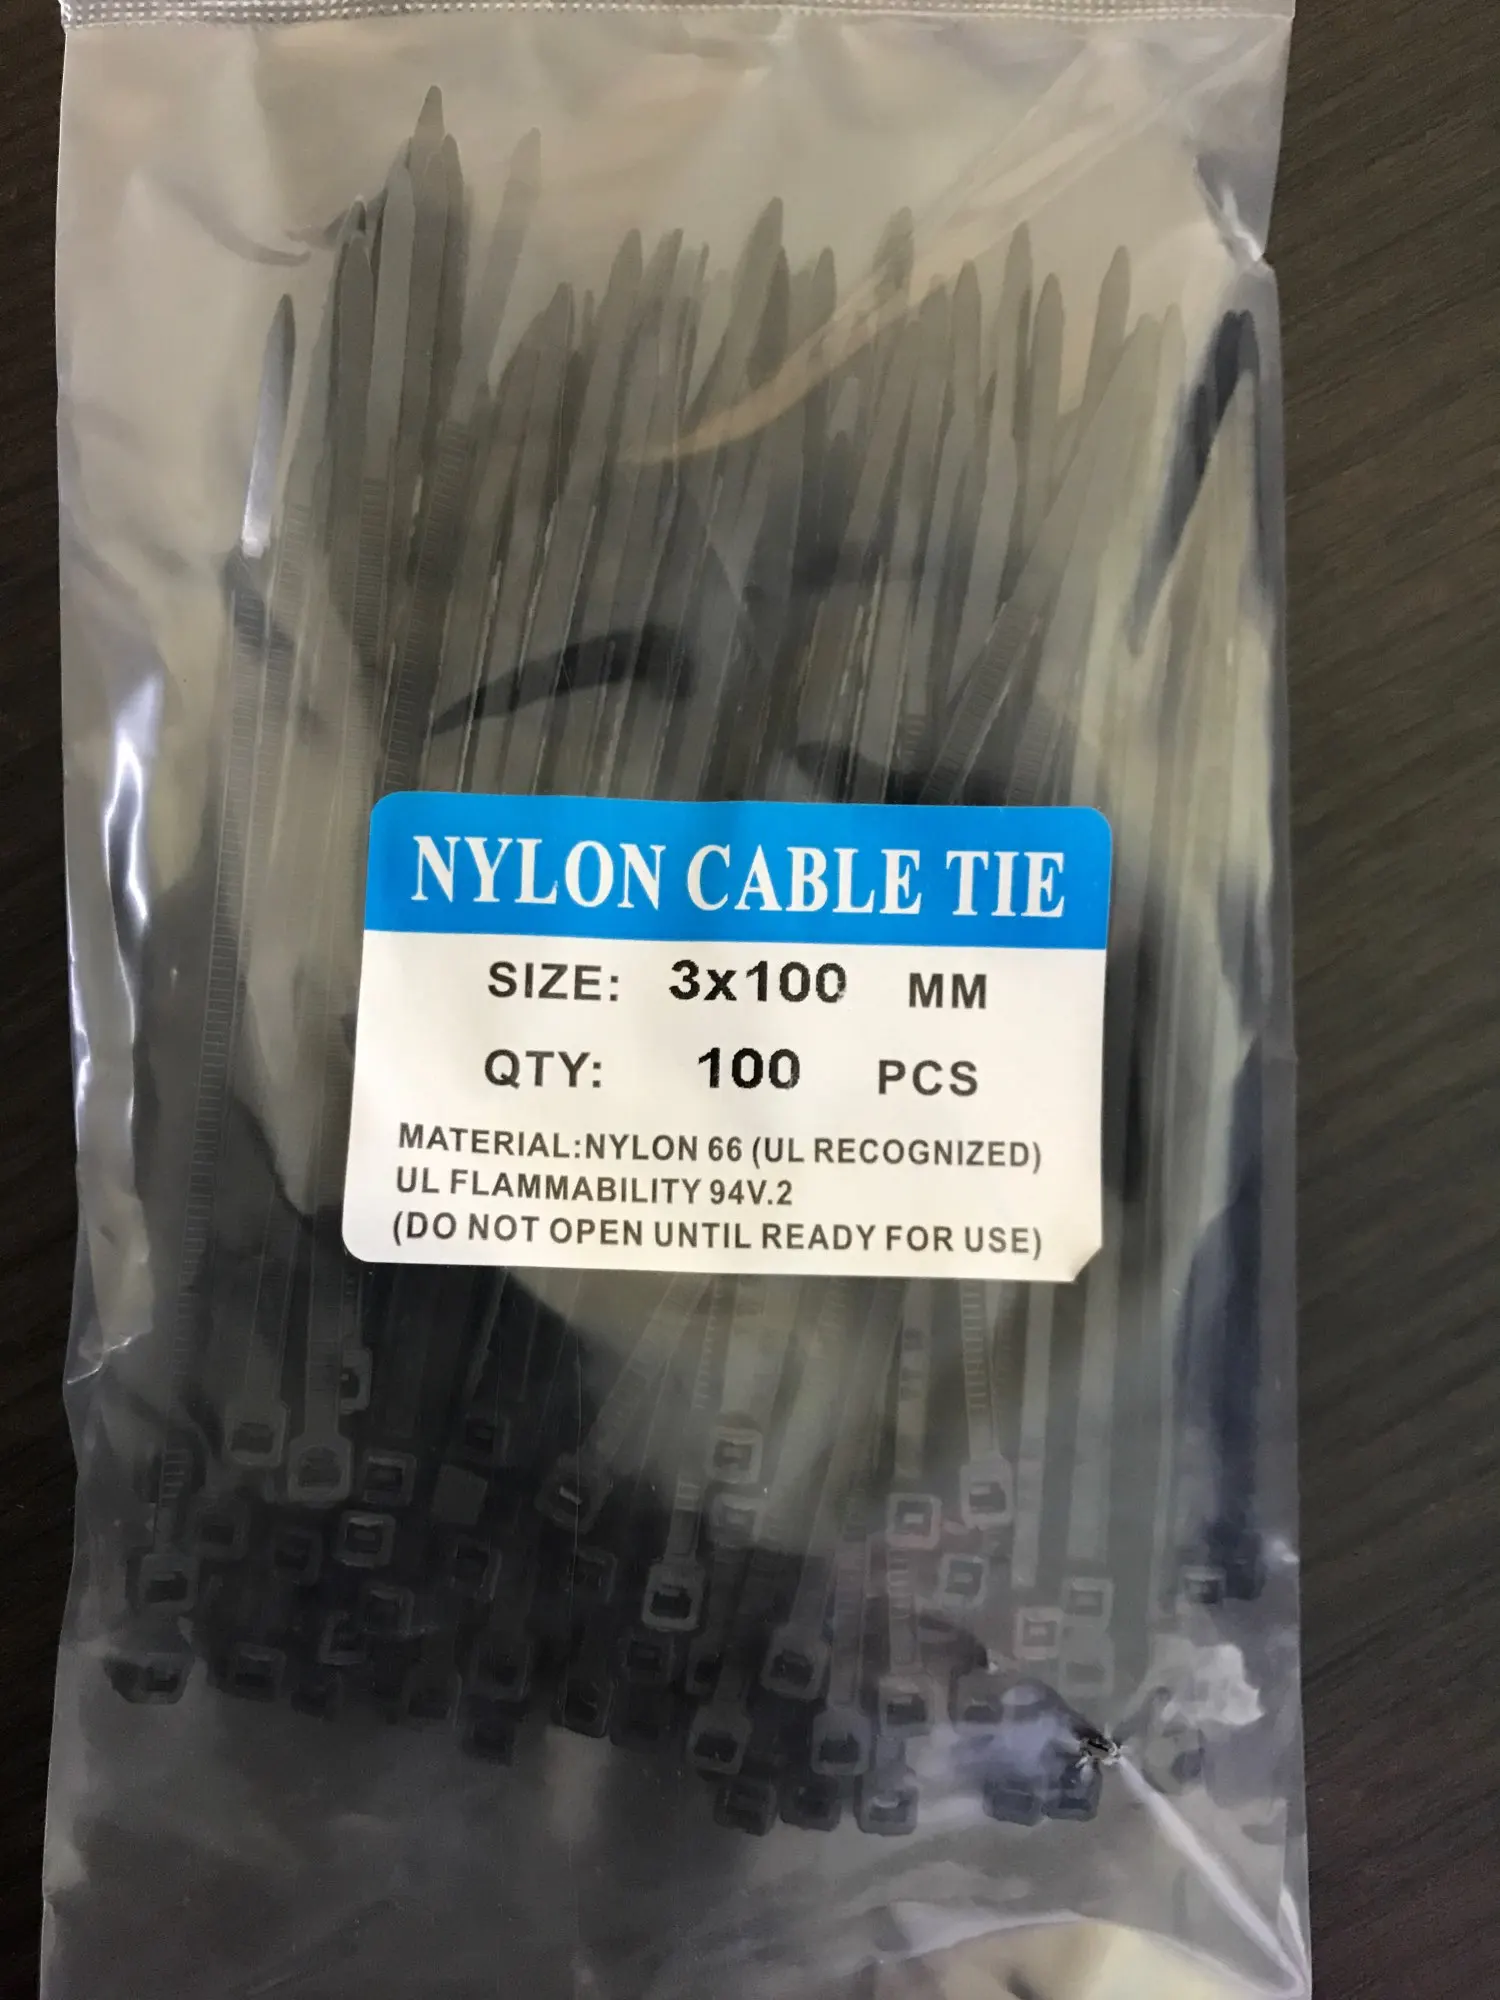 NYLON CABLE TIE
SIZE: 3x100 MM
QTY: 100 PCS
MATERIAL:NYLON 66 (UL RECOGNIZED)
UL FLAMMABILITY 94V.2
(DO NOT OPEN UNTIL READY FOR USE)